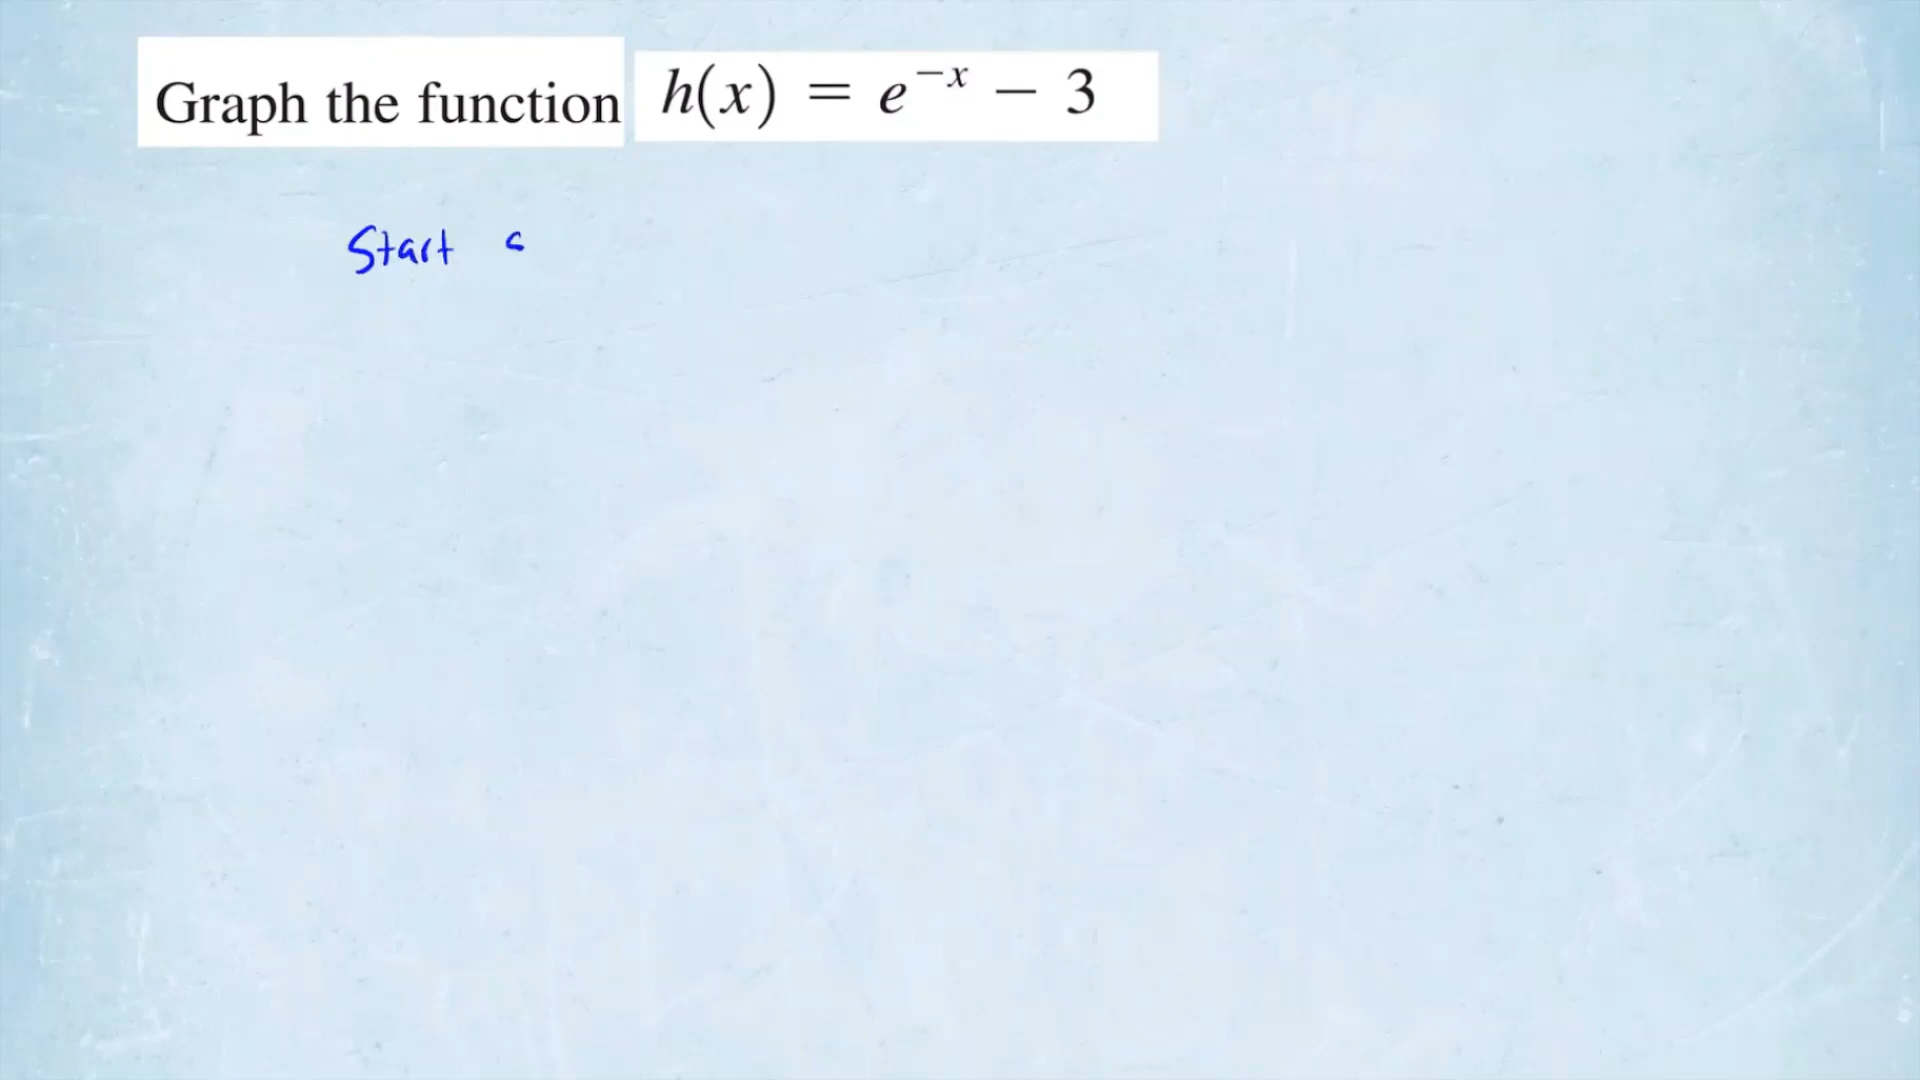 Graph the function h(x) = e^{-x} - 3
Start